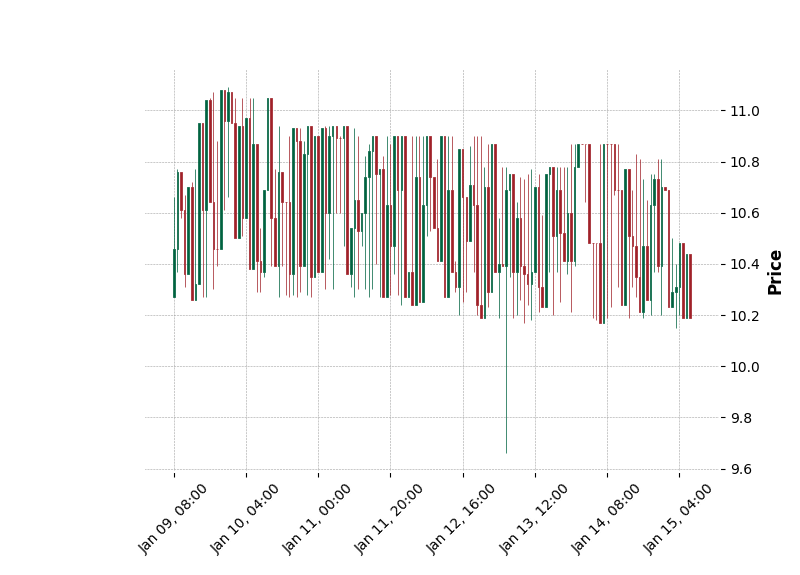 11.0
10.8
10.6
10.4
10.2
10.0
9.8
9.6
Price
Jan 09, 08:00
Jan 10, 04:00
Jan 11, 00:00
Jan 11, 20:00
Jan 12, 16:00
Jan 13, 12:00
Jan 14, 08:00
Jan 15, 04:00